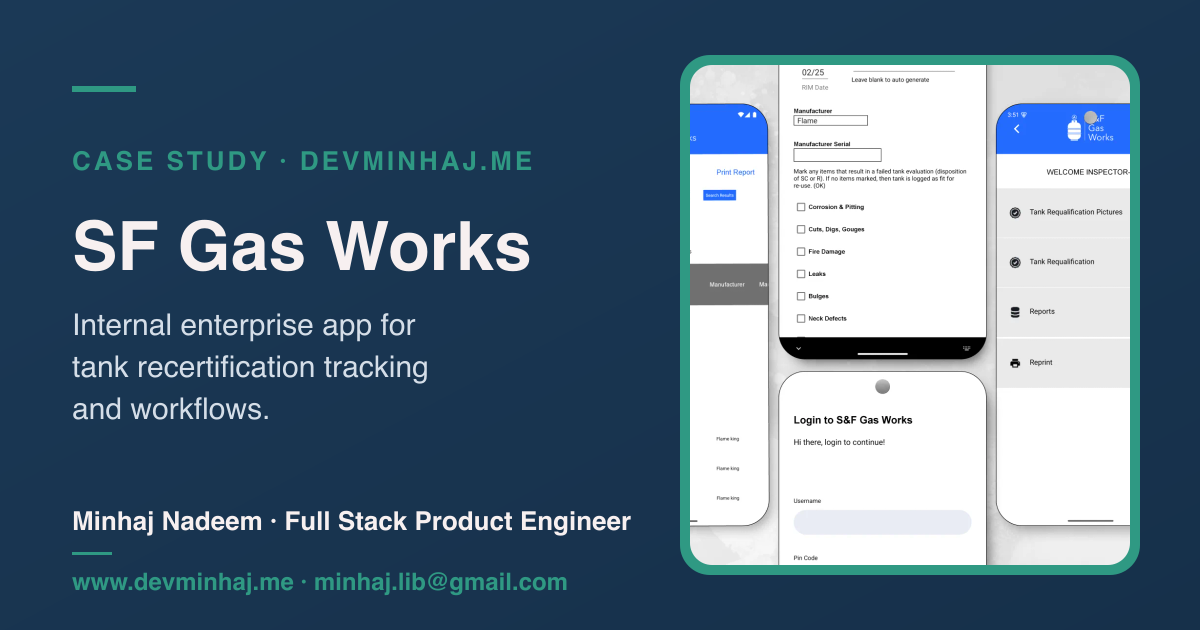 CASE STUDY · DEVMINHAJ.ME
SF Gas Works
Internal enterprise app for
tank recertification tracking
and workflows.
Minhaj Nadeem · Full Stack Product Engineer
www.devminhaj.me · minhaj.lib@gmail.com
Print Report
Search Results
Manufacturer
Flame king
Flame king
Flame king
02/25
RIM Date
Leave blank to auto generate
Manufacturer
Flame
Manufacturer Serial
Mark any items that result in a failed tank evaluation (disposition
of SC or R). If no items marked, then tank is logged as fit for
re-use. (OK)
Corrosion & Pitting
Cuts, Digs, Gouges
Fire Damage
Leaks
Bulges
Neck Defects
Login to S&F Gas Works
Hi there, login to continue!
Username
Pin Code
3:51
S&F
Gas
Works
WELCOME INSPECTOR-
Tank Requalification Pictures
Tank Requalification
Reports
Reprint